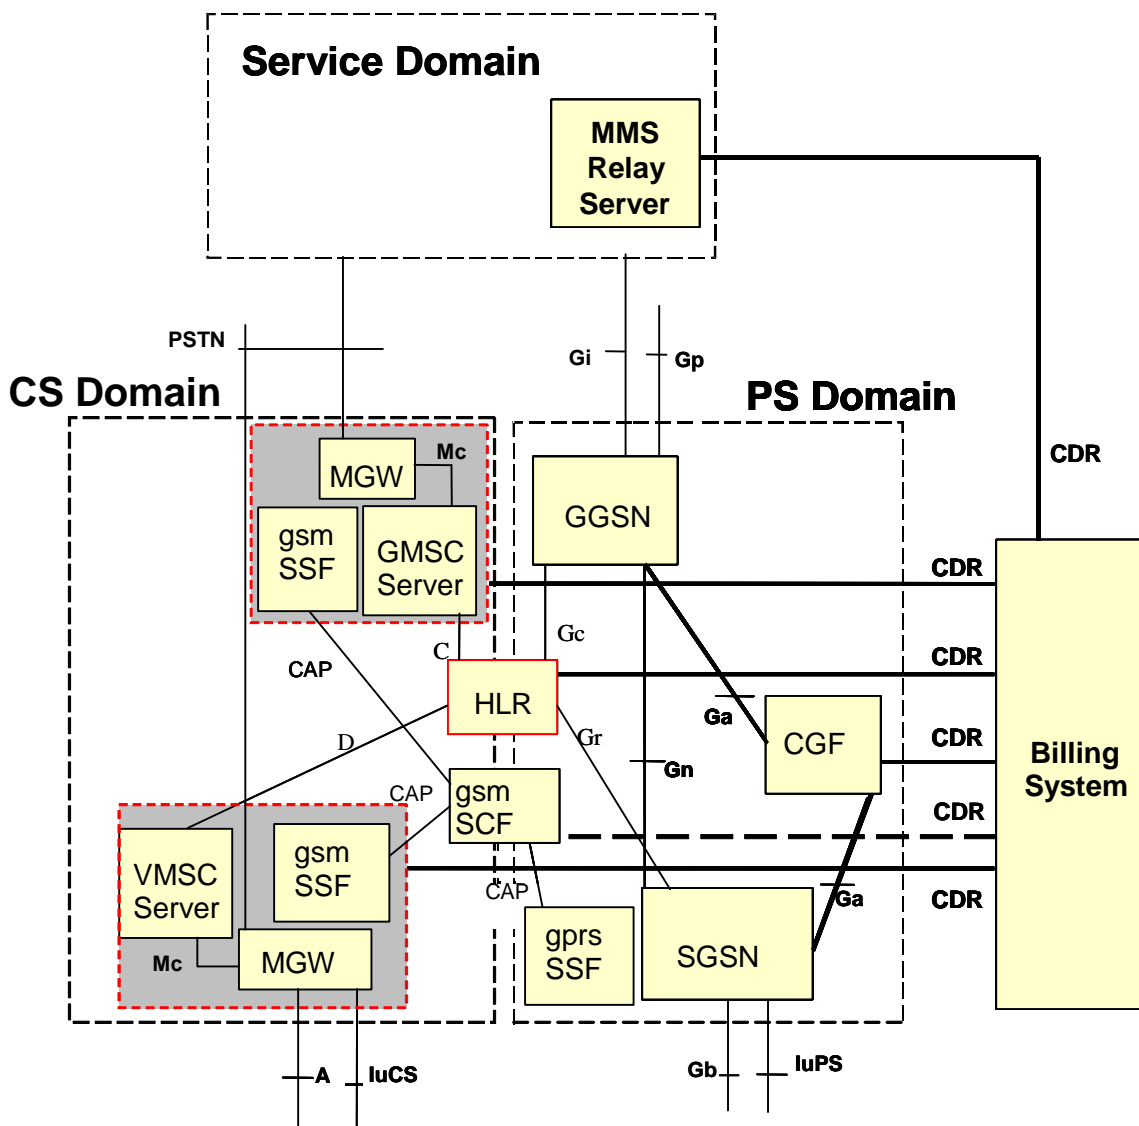 Service Domain
MMS
Relay
Server
PSTN
Gi
Gp
CS Domain
PS Domain
Mc
MGW
CDR
gsm
SSF
GMSC
Server
GGSN
CDR
C
Gc
CAP
CDR
HLR
Ga
D
Gr
CGF
CDR
Gn
Billing
System
CAP
gsm
SCF
CDR
VMSC
Server
gsm
SSF
CAP
Ga
CDR
gprs
SSF
SGSN
Mc
MGW
A
IuCS
Gb
IuPS